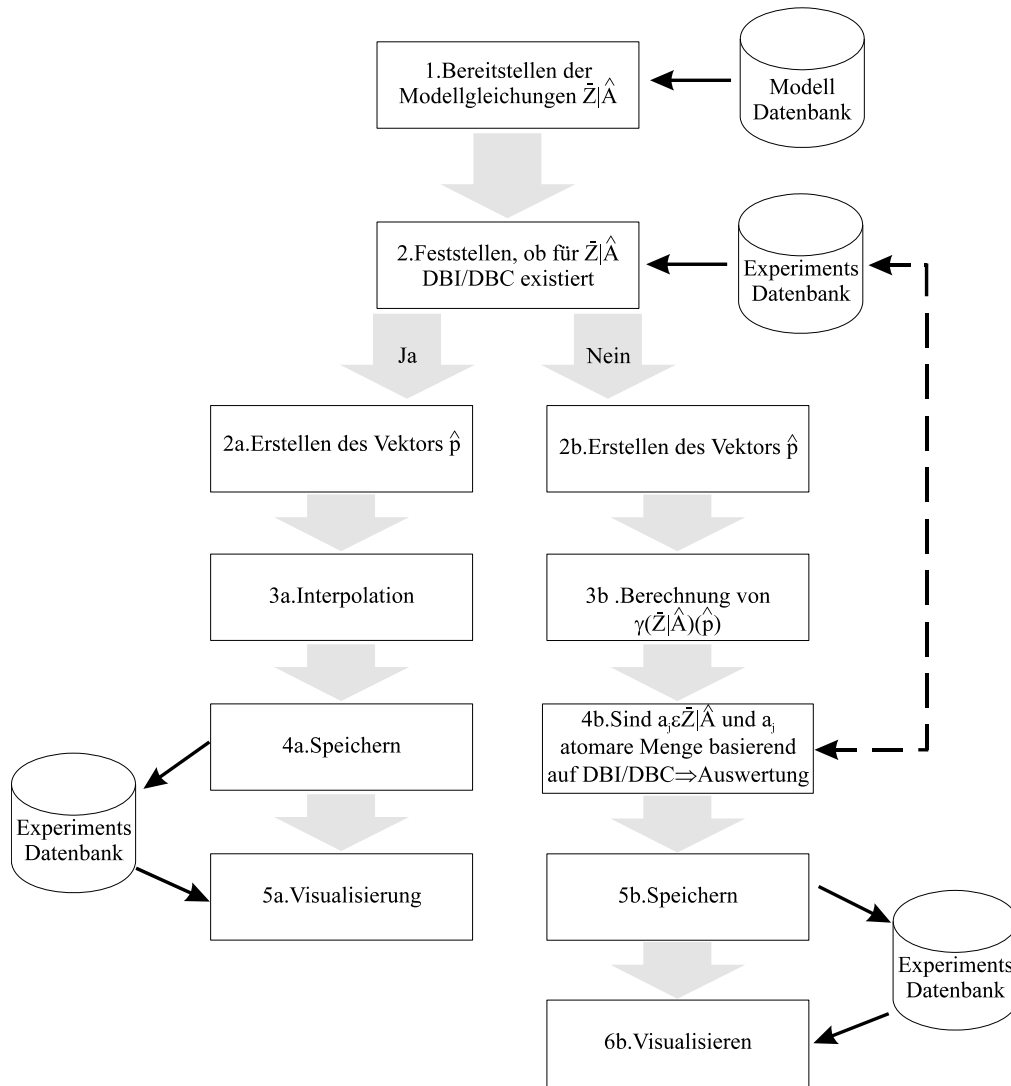 1.Bereitstellen der
Modellgleichungen Z̄|Â
Modell
Datenbank
2.Feststellen, ob für Z̄|Â
DBI/DBC existiert
Experiments
Datenbank
Ja
Nein
2a.Erstellen des Vektors p̂
2b.Erstellen des Vektors p̂
3a.Interpolation
3b .Berechnung von
γ(Z̄|Â)(p̂)
4a.Speichern
4b.Sind aⱼεZ̄|Â und aⱼ
atomare Menge basierend
auf DBI/DBC⇒Auswertung
Experiments
Datenbank
5a.Visualisierung
5b.Speichern
Experiments
Datenbank
6b.Visualisieren